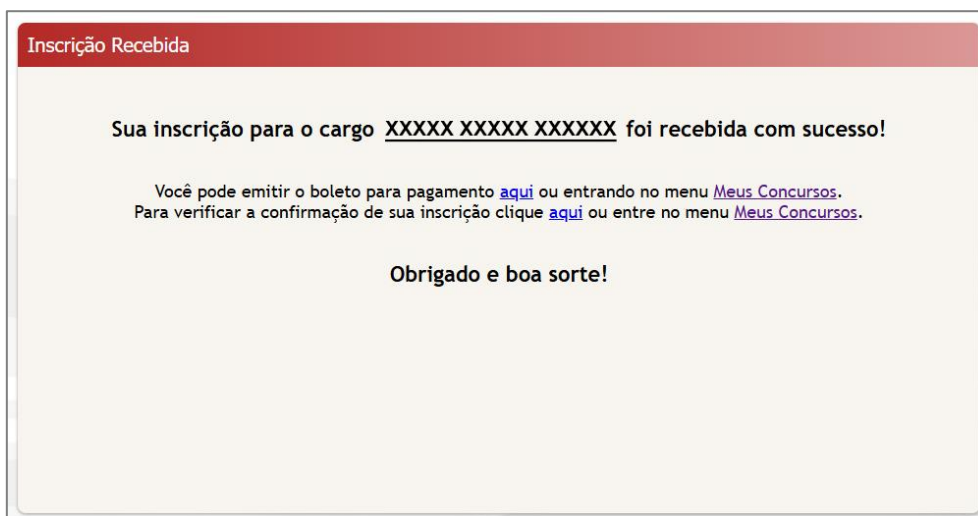 Inscrição Recebida
Sua inscrição para o cargo XXXXX XXXXX XXXXXX foi recebida com sucesso!
Você pode emitir o boleto para pagamento aqui ou entrando no menu Meus Concursos.
Para verificar a confirmação de sua inscrição clique aqui ou entre no menu Meus Concursos.
Obrigado e boa sorte!